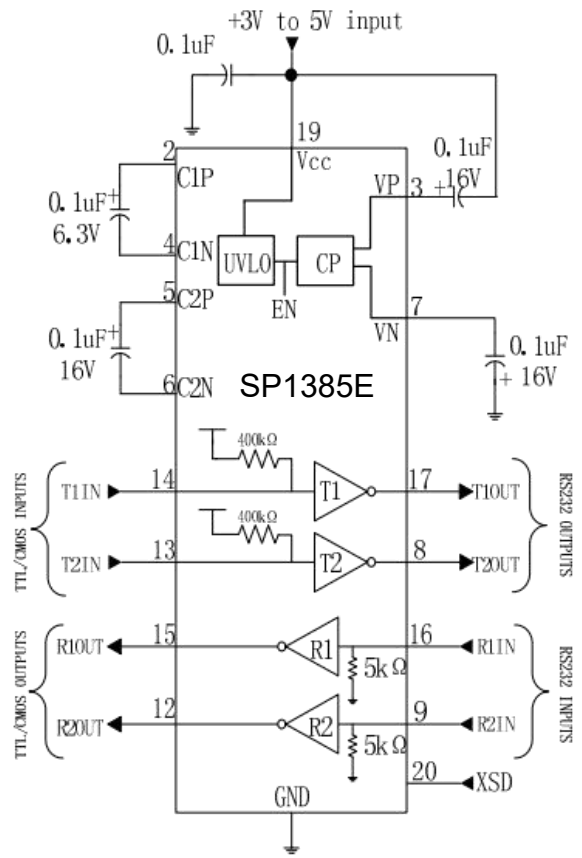 +3V to 5V input
0.1uF
19
Vcc
2
C1P
0.1uF
+
6.3V
4
C1N
VP
3
0.1uF
+
16V
UVLO
CP
EN
5
C2P
0.1uF
+
16V
6
C2N
7
VN
0.1uF
+ 16V
SP1385E
TTL/CMOS INPUTS
400kΩ
T1IN
14
T1
17
T1OUT
400kΩ
T2IN
13
T2
8
T2OUT
RS232 OUTPUTS
TTL/CMOS OUTPUTS
R1OUT
15
R1
16
R1IN
5kΩ
R2OUT
12
R2
9
R2IN
5kΩ
RS232 INPUTS
20
XSD
GND